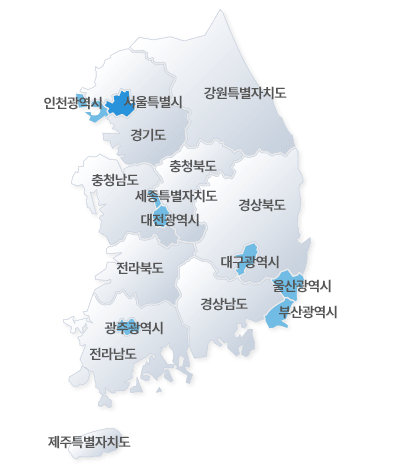 강원특별자치도
인천광역시
서울특별시
경기도
충청북도
충청남도
세종특별자치도
경상북도
대전광역시
대구광역시
전라북도
울산광역시
경상남도
부산광역시
광주광역시
전라남도
제주특별자치도